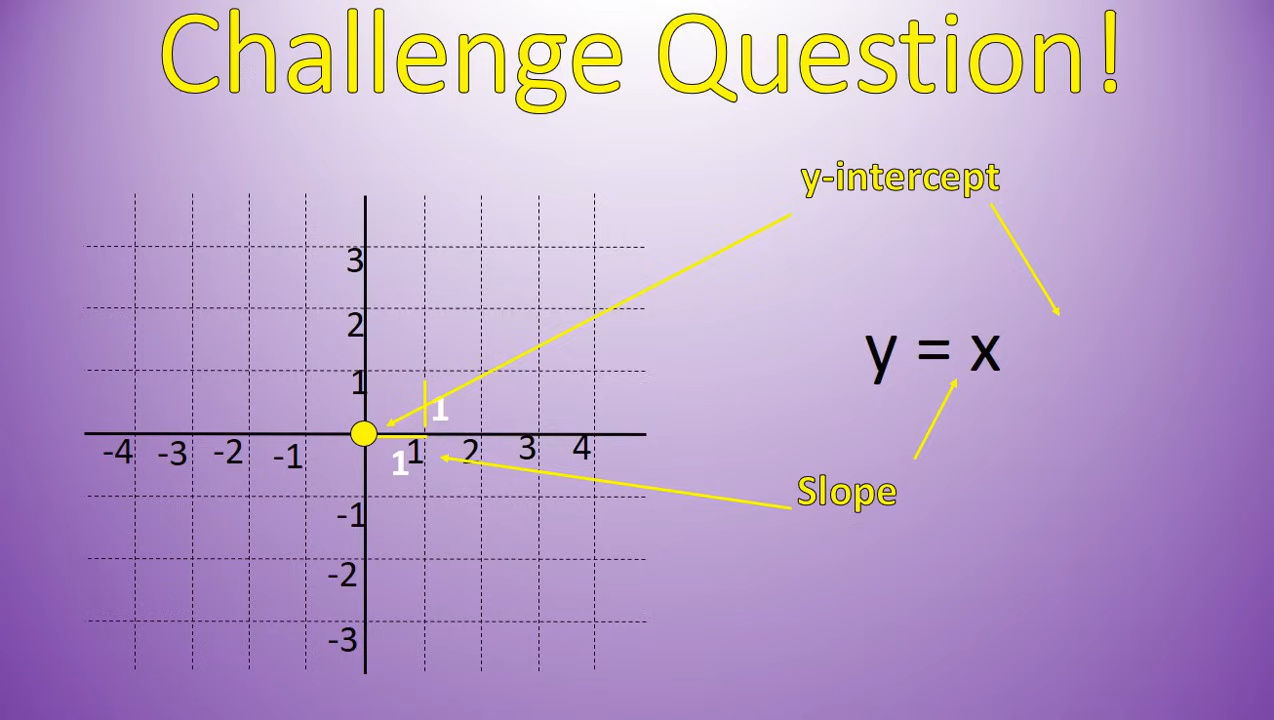 Challenge Question!
y-intercept
3
2
y = x
1
1
-4 -3 -2 -1 1 2 3 4
1
Slope
-1
-2
-3